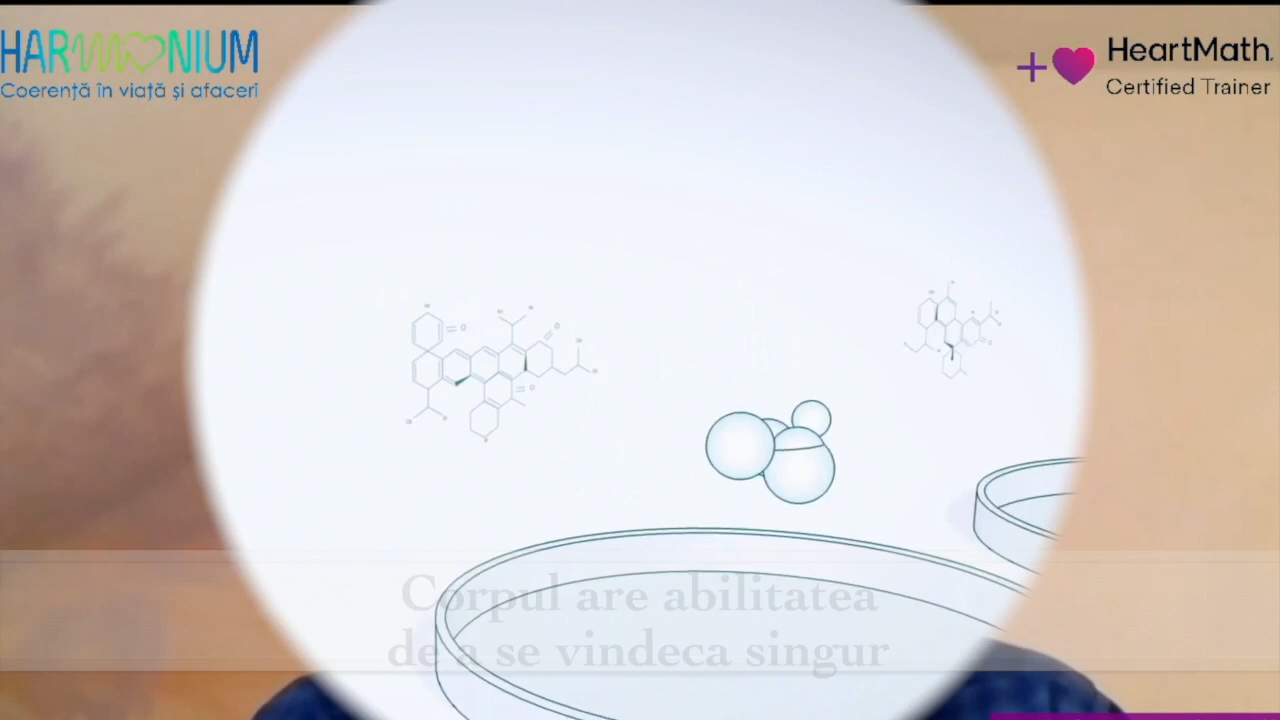 HARMONIUM
Coerență în viață și afaceri
HeartMath.
Certified Trainer
Corpul are abilitatea
de a se vindeca singur